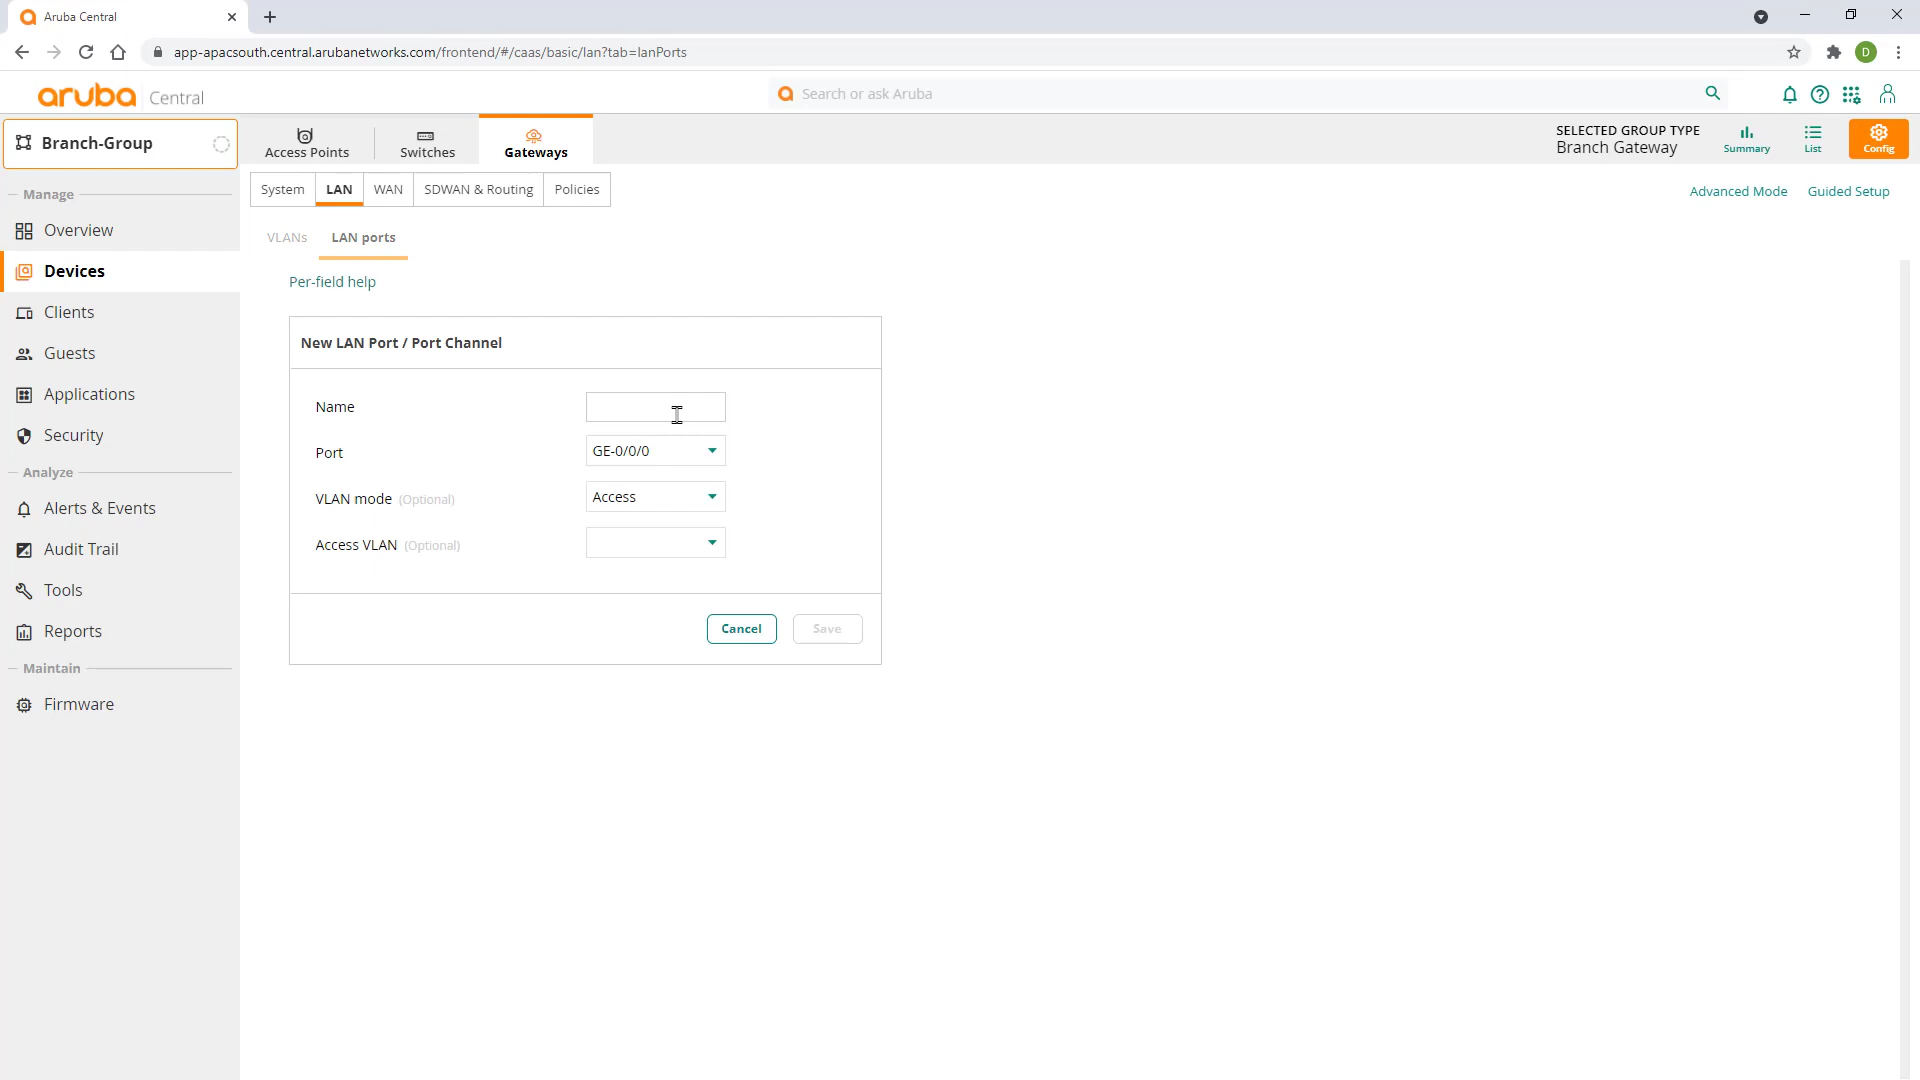 Aruba Central
app-apacsouth.central.arubanetworks.com/frontend/#/caas/basic/lan?tab=lanPorts
D
aruba Central
Search or ask Aruba
Branch-Group
Access Points
Switches
Gateways
SELECTED GROUP TYPE
Branch Gateway
Summary
List
Config
Manage
System
LAN
WAN
SDWAN & Routing
Policies
Advanced Mode
Guided Setup
Overview
VLANs
LAN ports
Devices
Per-field help
Clients
New LAN Port / Port Channel
Guests
Applications
Name
Security
Port
GE-0/0/0
Analyze
VLAN mode (Optional)
Access
Alerts & Events
Access VLAN (Optional)
Audit Trail
Tools
Reports
Cancel
Save
Maintain
Firmware